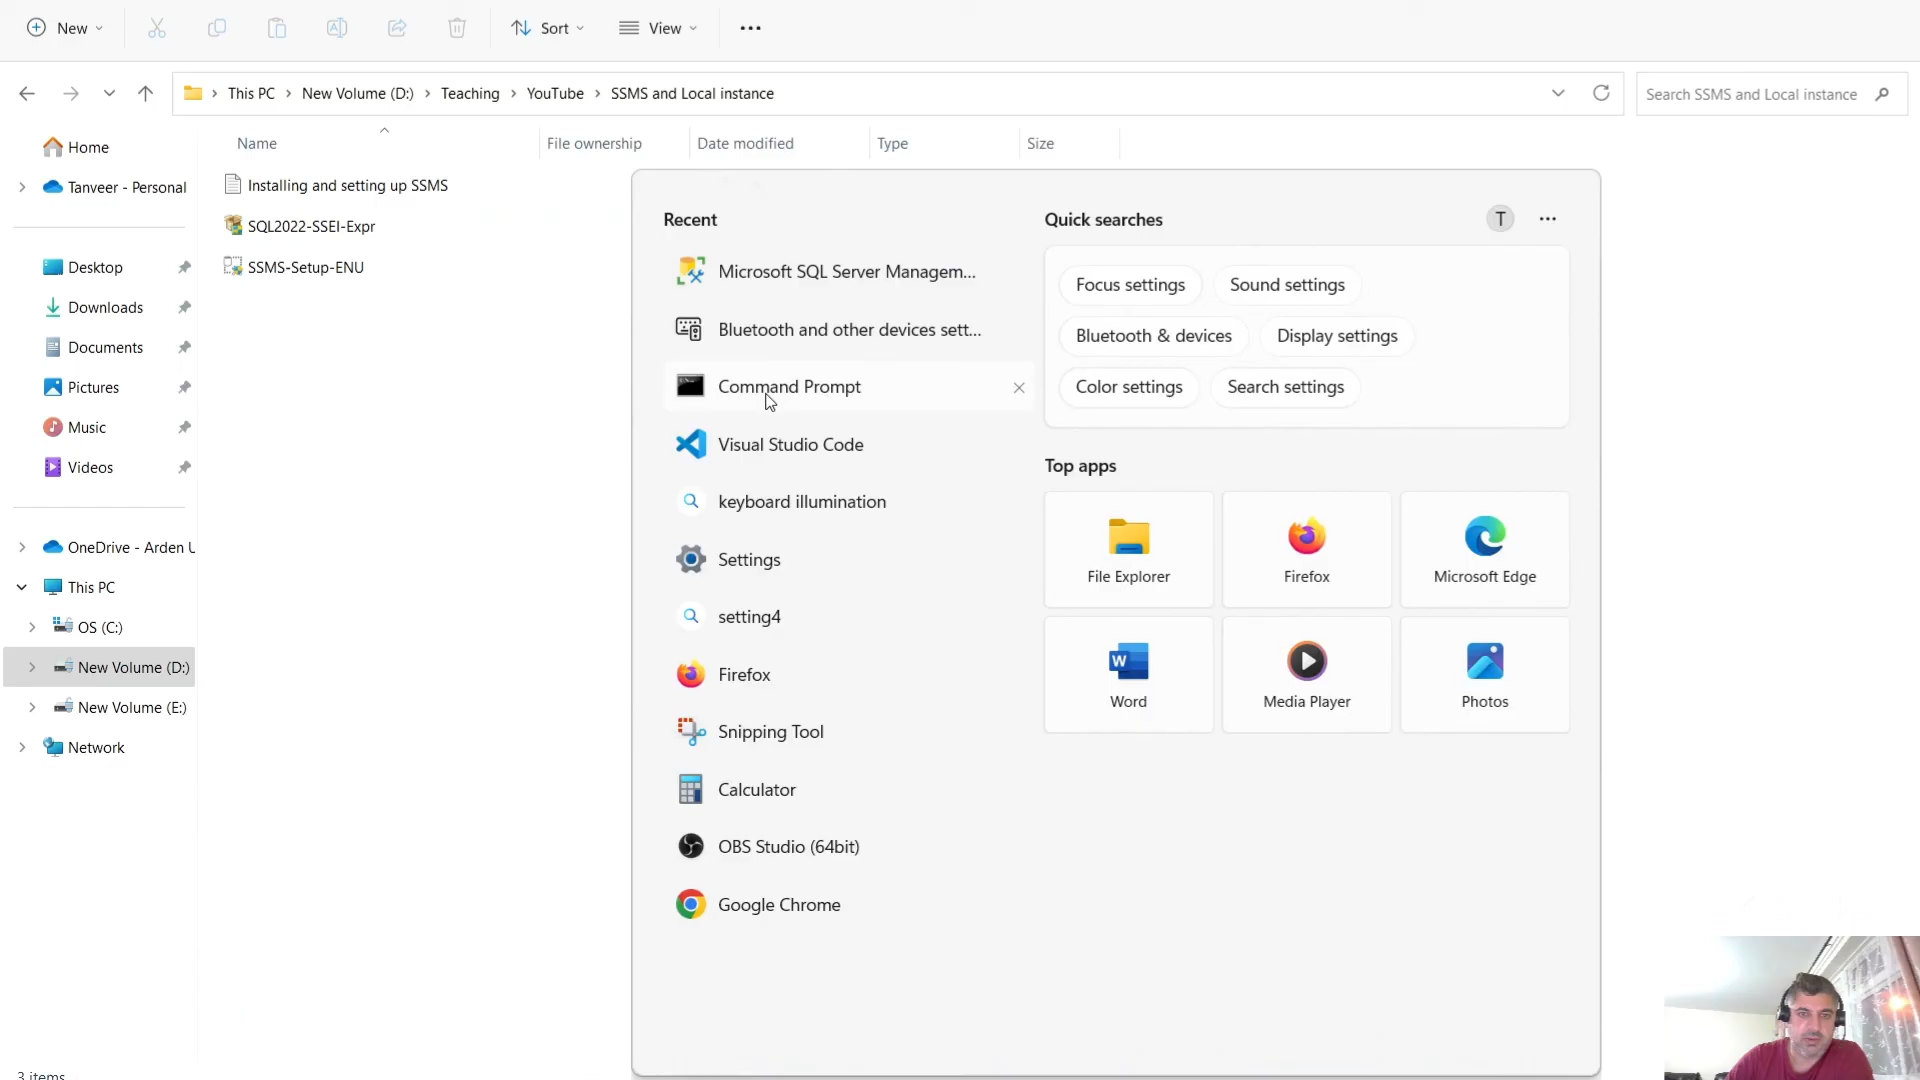 New
Sort
View
This PC
New Volume (D:)
Teaching
YouTube
SSMS and Local instance
Search SSMS and Local instance
Home
Tanveer - Personal
Desktop
Downloads
Documents
Pictures
Music
Videos
OneDrive - Arden U
This PC
OS (C:)
New Volume (D:)
New Volume (E:)
Network
Name
File ownership
Date modified
Type
Size
Installing and setting up SSMS
SQL2022-SSEI-Expr
SSMS-Setup-ENU
Recent
Microsoft SQL Server Managem...
Bluetooth and other devices sett...
Command Prompt
Visual Studio Code
keyboard illumination
Settings
setting4
Firefox
Snipping Tool
Calculator
OBS Studio (64bit)
Google Chrome
Quick searches
T
Focus settings
Sound settings
Bluetooth & devices
Display settings
Color settings
Search settings
Top apps
File Explorer
Firefox
Microsoft Edge
W
Word
Media Player
Photos
3 items